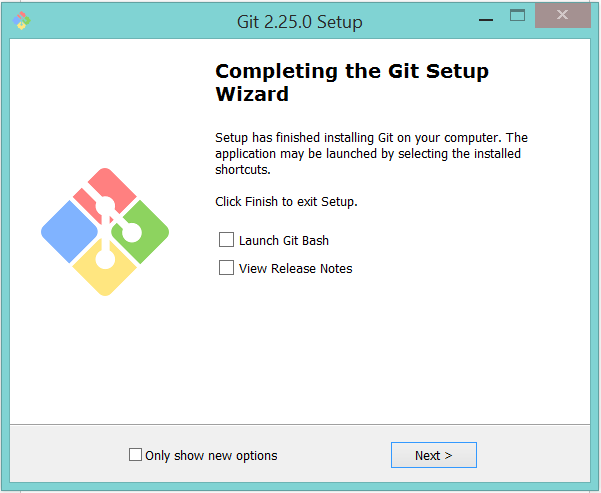 Git 2.25.0 Setup
Completing the Git Setup
Wizard
Setup has finished installing Git on your computer. The
application may be launched by selecting the installed
shortcuts.
Click Finish to exit Setup.
Launch Git Bash
View Release Notes
Only show new options
Next >